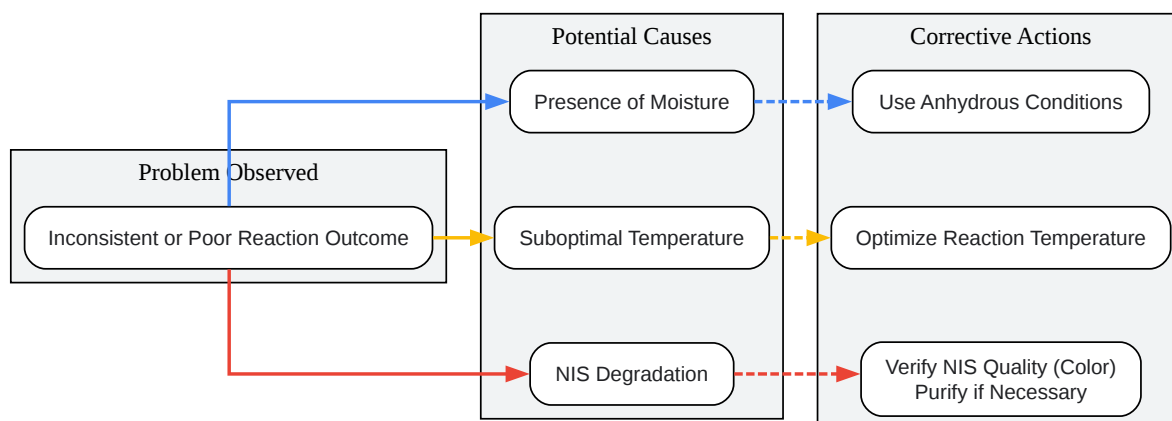 Problem Observed
Inconsistent or Poor Reaction Outcome
Potential Causes
Presence of Moisture
Suboptimal Temperature
NIS Degradation
Corrective Actions
Use Anhydrous Conditions
Optimize Reaction Temperature
Verify NIS Quality (Color)
Purify if Necessary